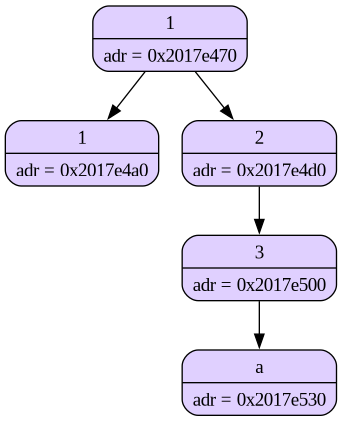 1
adr = 0x2017e470
1
adr = 0x2017e4a0
2
adr = 0x2017e4d0
3
adr = 0x2017e500
a
adr = 0x2017e530